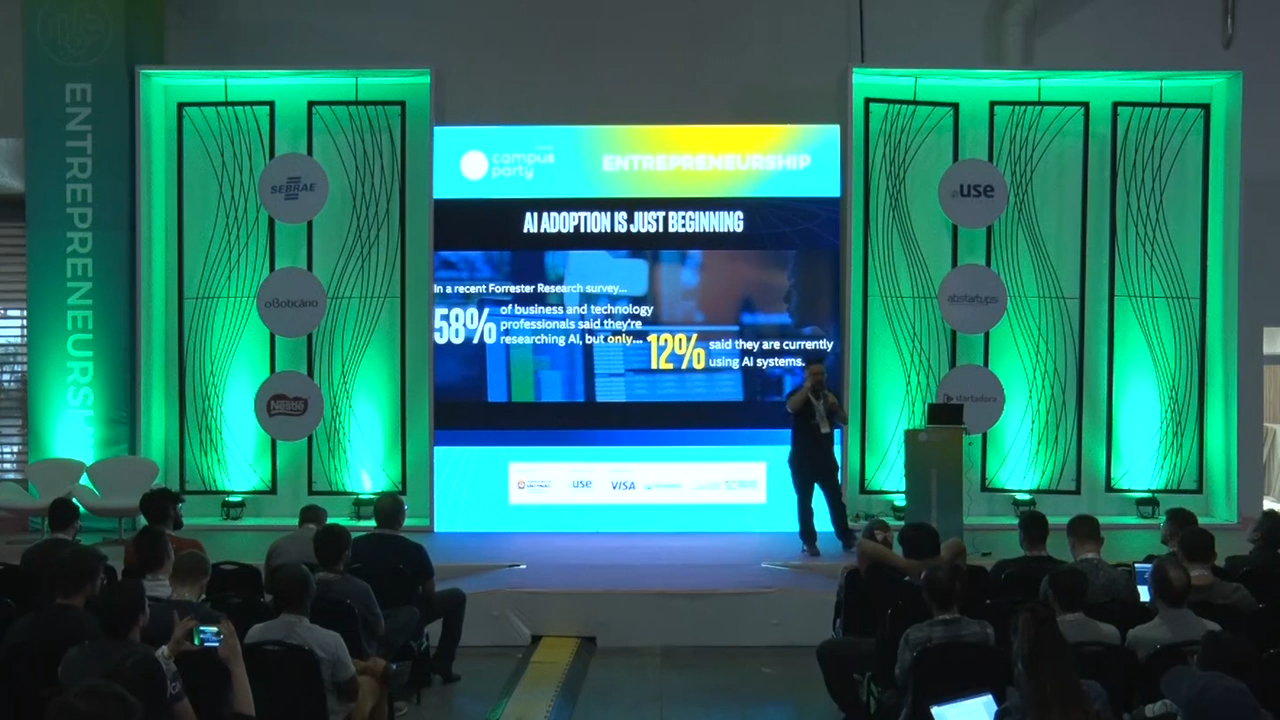 ENTREPRENEURSHIP
SEBRAE
oBoticário
Nestlé
campus
party
ENTREPRENEURSHIP
AI ADOPTION IS JUST BEGINNING
In a recent Forrester Research survey...
58%
of business and technology
professionals said they're
researching AI, but only...
12%
said they are currently
using AI systems.
use
VISA
.use
abstartups
startadora